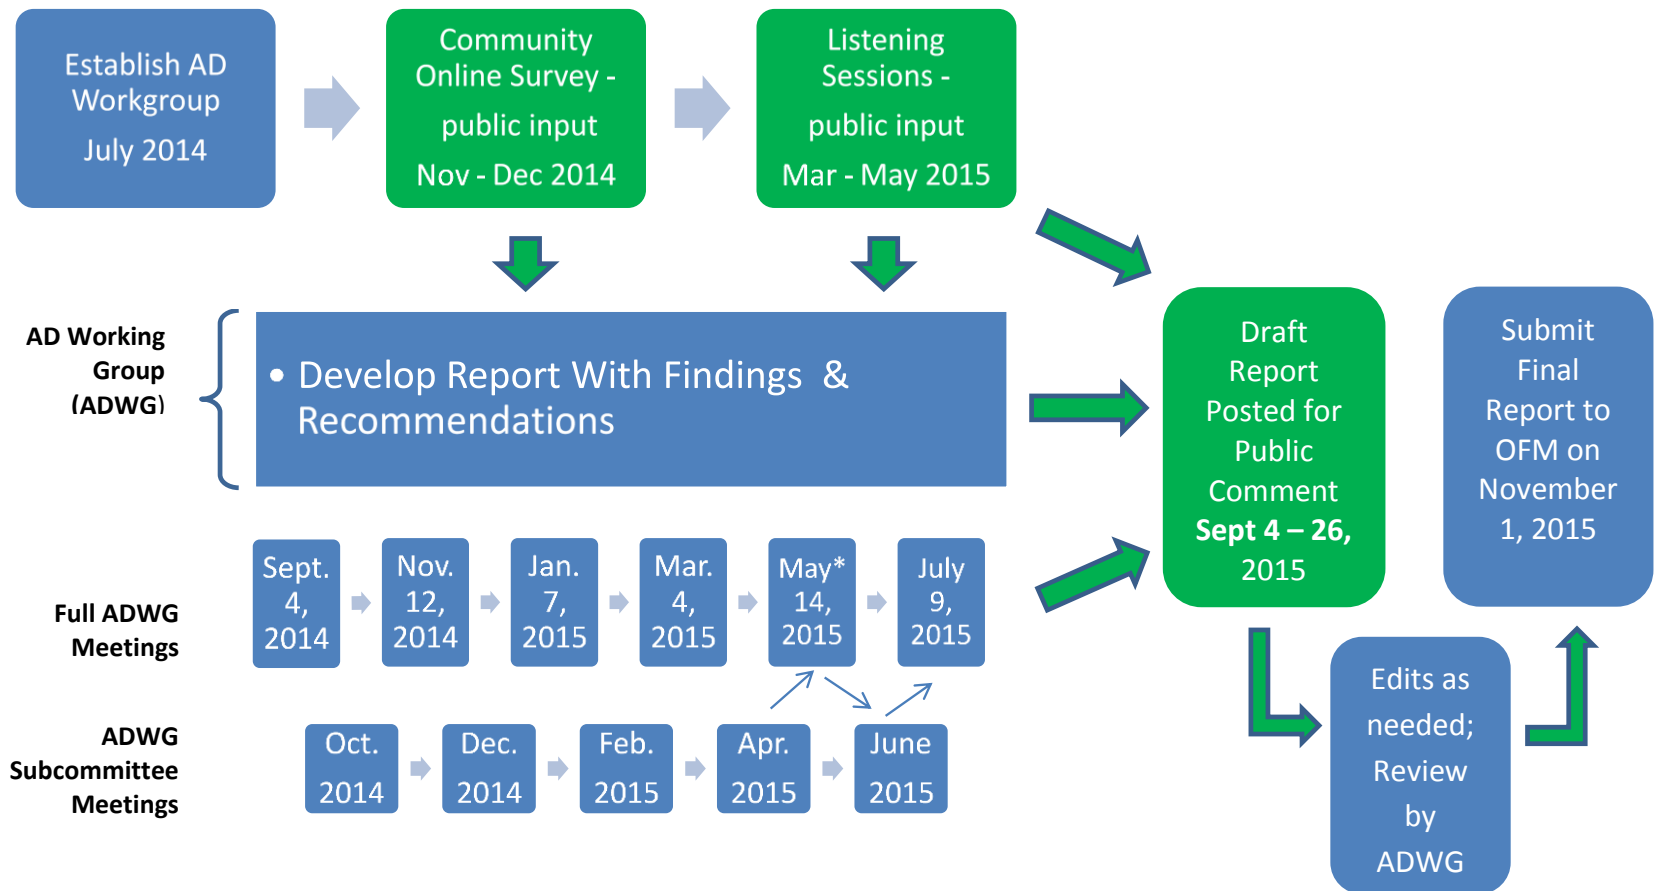 Establish AD
Workgroup
July 2014
Community
Online Survey -
public input
Nov - Dec 2014
Listening
Sessions -
public input
Mar - May 2015
AD Working
Group
(ADWG)
• Develop Report With Findings &
Recommendations
Draft
Report
Posted for
Public
Comment
Sept 4 – 26,
2015
Submit
Final
Report to
OFM on
November
1, 2015
Full ADWG
Meetings
Sept.
4,
2014
Nov.
12,
2014
Jan.
7,
2015
Mar.
4,
2015
May*
14,
2015
July
9,
2015
ADWG
Subcommittee
Meetings
Oct.
2014
Dec.
2014
Feb.
2015
Apr.
2015
June
2015
Edits as
needed;
Review
by
ADWG